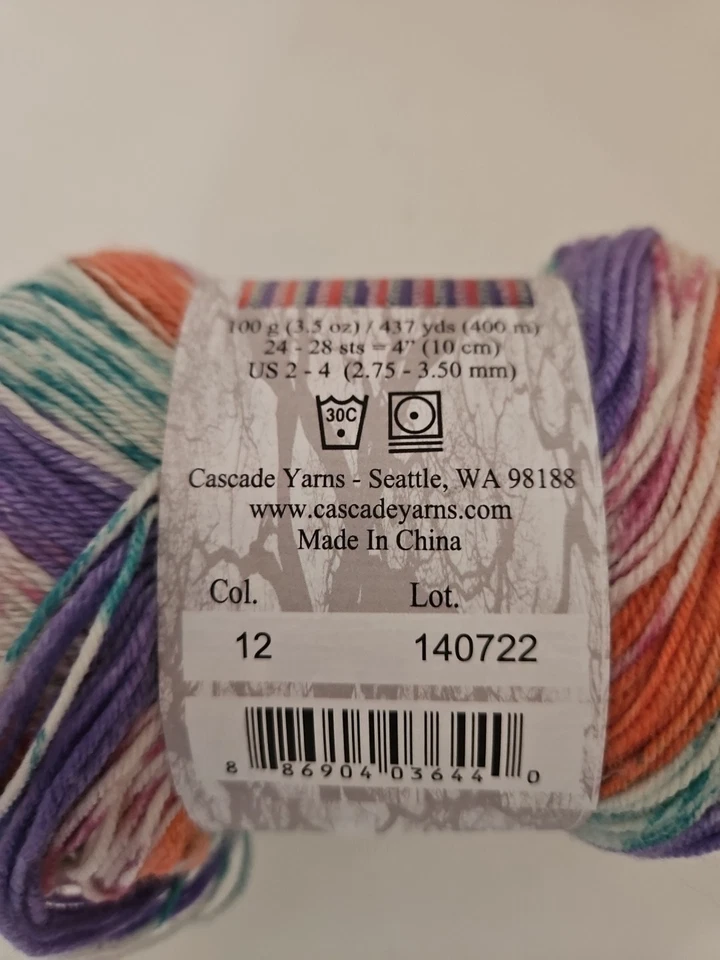 100 g (3.5 oz) / 437 yds (400 m)
24 - 28 sts = 4" (10 cm)
US 2 - 4 (2.75 - 3.50 mm)
30C
Cascade Yarns - Seattle, WA 98188
www.cascadeyarns.com
Made In China
Col. Lot.
12 140722
8 86904 03644 0